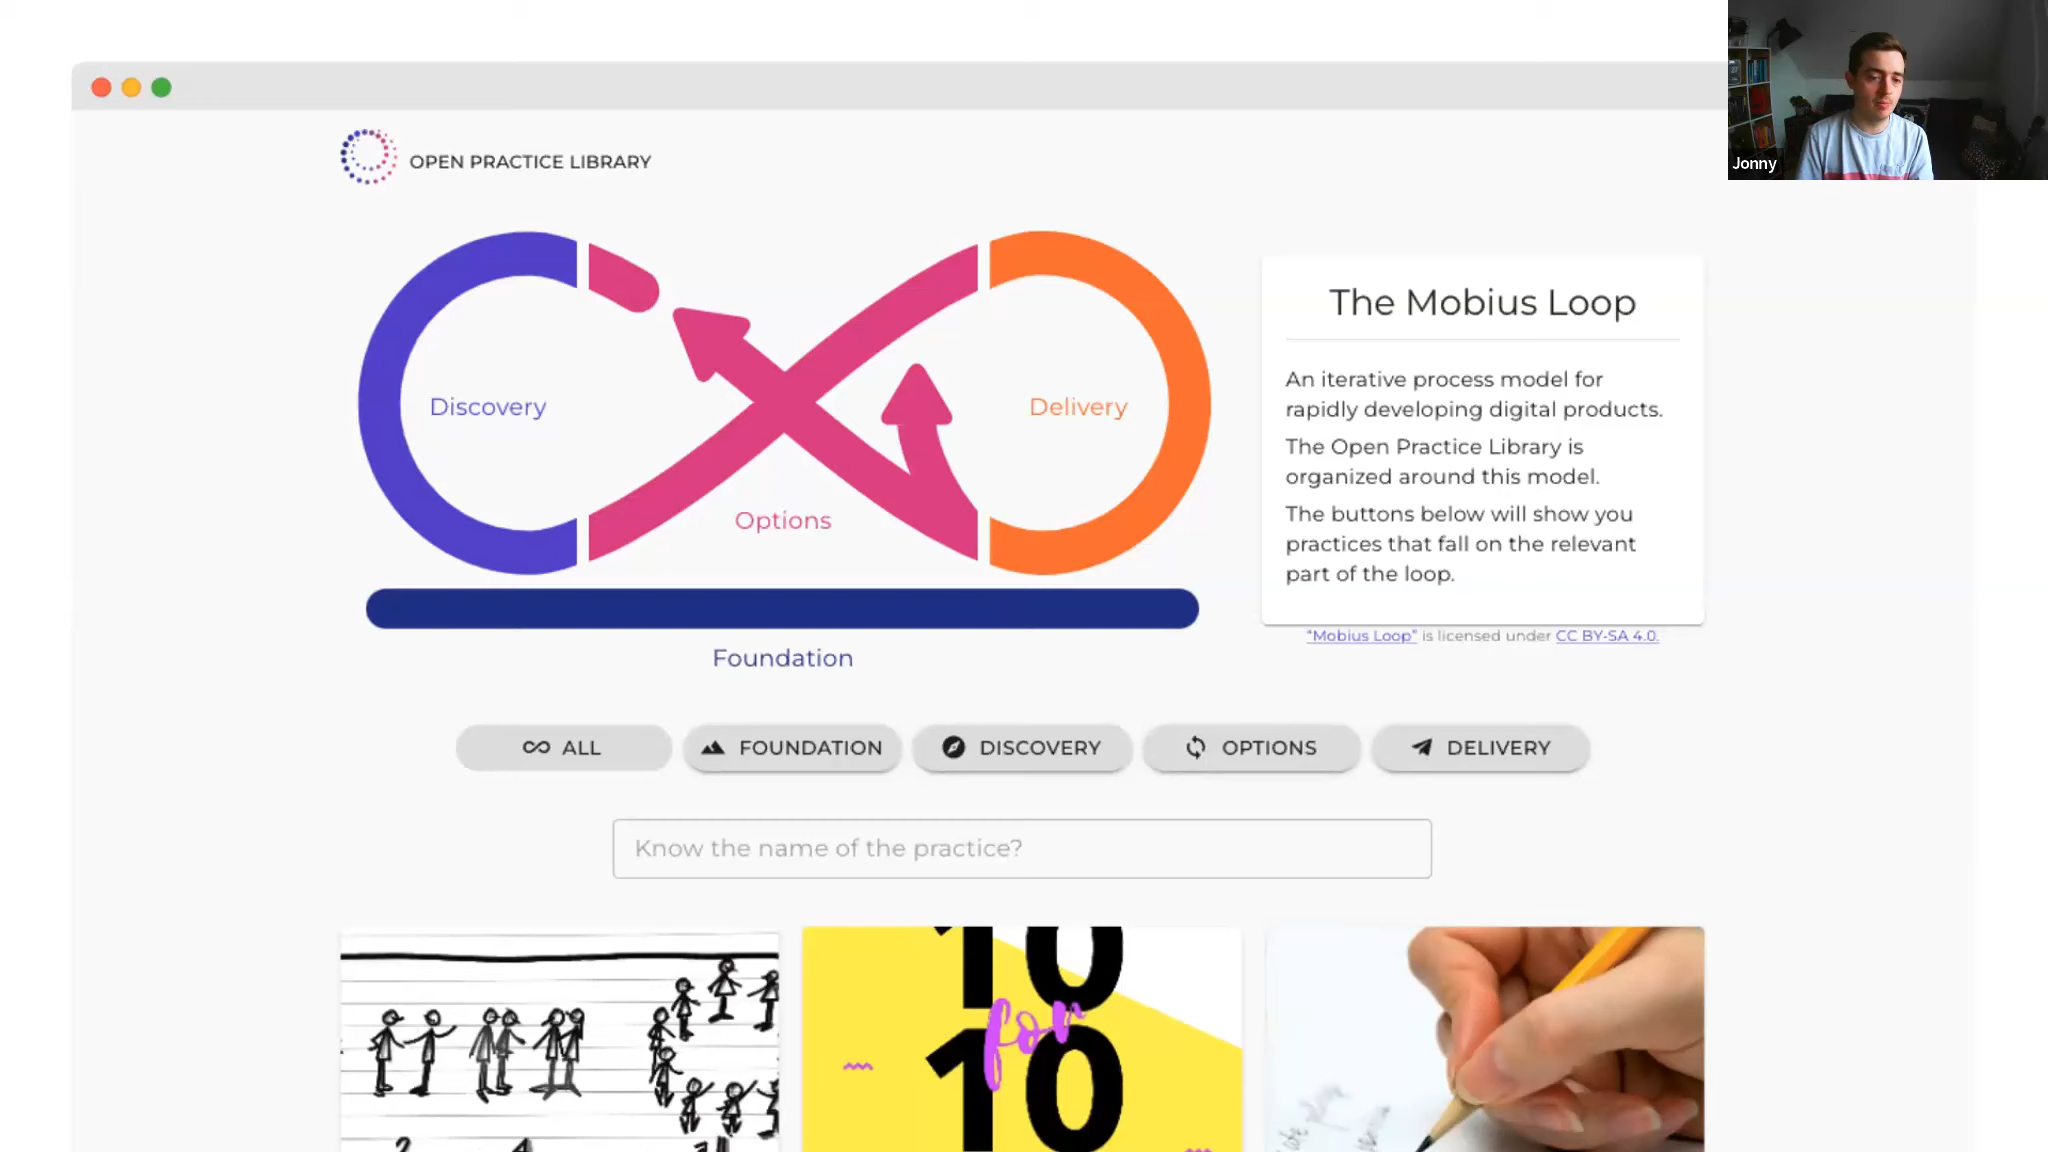 Jonny
OPEN PRACTICE LIBRARY
Discovery
Delivery
Options
Foundation
The Mobius Loop
An iterative process model for
rapidly developing digital products.
The Open Practice Library is
organized around this model.
The buttons below will show you
practices that fall on the relevant
part of the loop.
"Mobius Loop" is licensed under CC BY-SA 4.0.
ALL
FOUNDATION
DISCOVERY
OPTIONS
DELIVERY
Know the name of the practice?
10
for
10